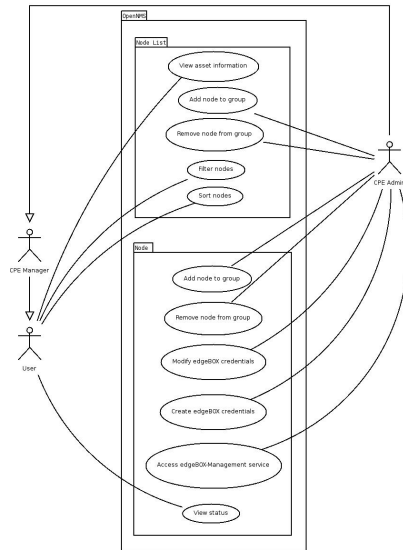 OpenNMS
Node List
View asset information
Add node to group
Remove node from group
Filter nodes
Sort nodes
CPE Admin
CPE Manager
User
Node
Add node to group
Remove node from group
Modify edgeBOX credentials
Create edgeBOX credentials
Access edgeBOX-Management service
View status